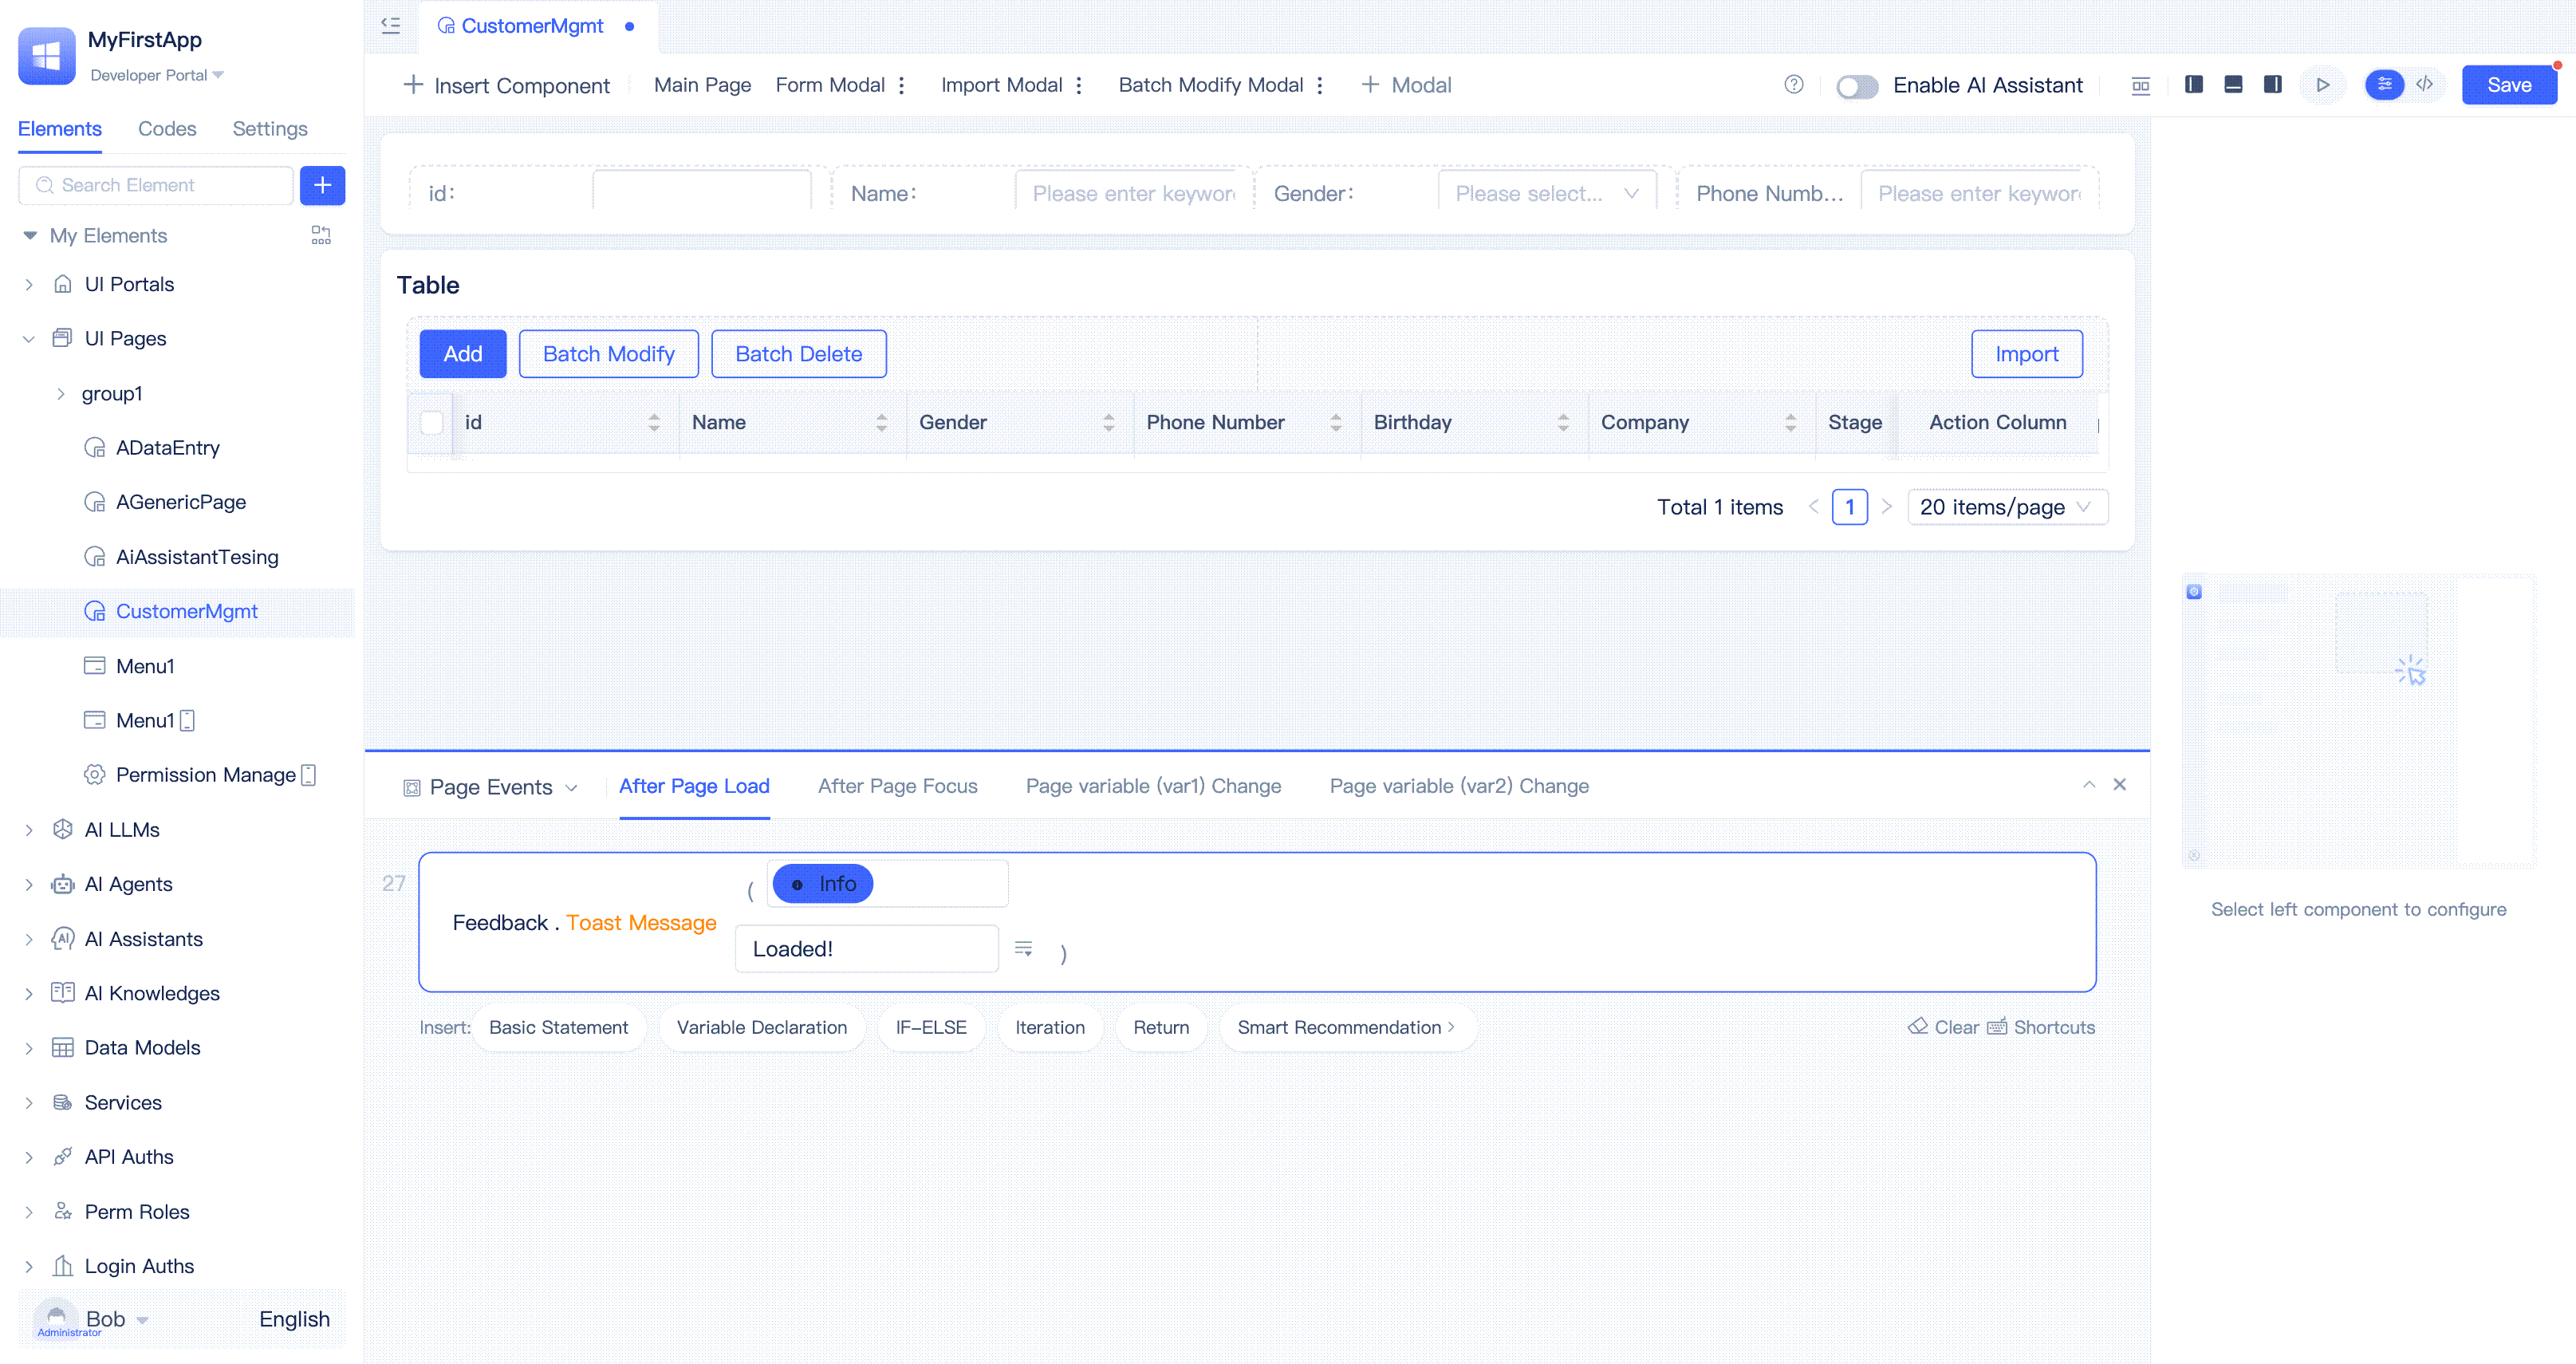 MyFirstApp
Developer Portal
Elements Codes Settings
Search Element
My Elements
UI Portals
UI Pages
group1
ADataEntry
AGenericPage
AiAssistantTesing
CustomerMgmt
Menu1
Menu1
Permission Manage
AI LLMs
AI Agents
AI Assistants
AI Knowledges
Data Models
Services
API Auths
Perm Roles
Login Auths
Bob English
Administrator
CustomerMgmt
Insert Component Main Page Form Modal Import Modal Batch Modify Modal + Modal
Enable AI Assistant Save
id: Name: Please enter keywor Gender: Please select... Phone Numb... Please enter keywor
Table
Add Batch Modify Batch Delete Import
id Name Gender Phone Number Birthday Company Stage Action Column
Total 1 items < 1 > 20 items/page
Page Events After Page Load After Page Focus Page variable (var1) Change Page variable (var2) Change
27
( Info
Feedback . Toast Message
Loaded! )
Insert: Basic Statement Variable Declaration IF-ELSE Iteration Return Smart Recommendation > Clear Shortcuts
Select left component to configure